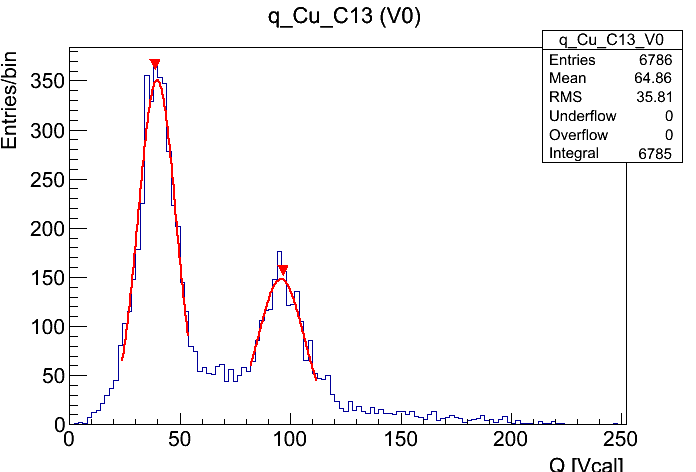 q_Cu_C13 (V0)
q_Cu_C13_V0
Entries 6786
Mean 64.86
RMS 35.81
Underflow 0
Overflow 0
Integral 6785
Entries/bin
350
300
250
200
150
100
50
0
0 50 100 150 200 250
Q [Vcal]